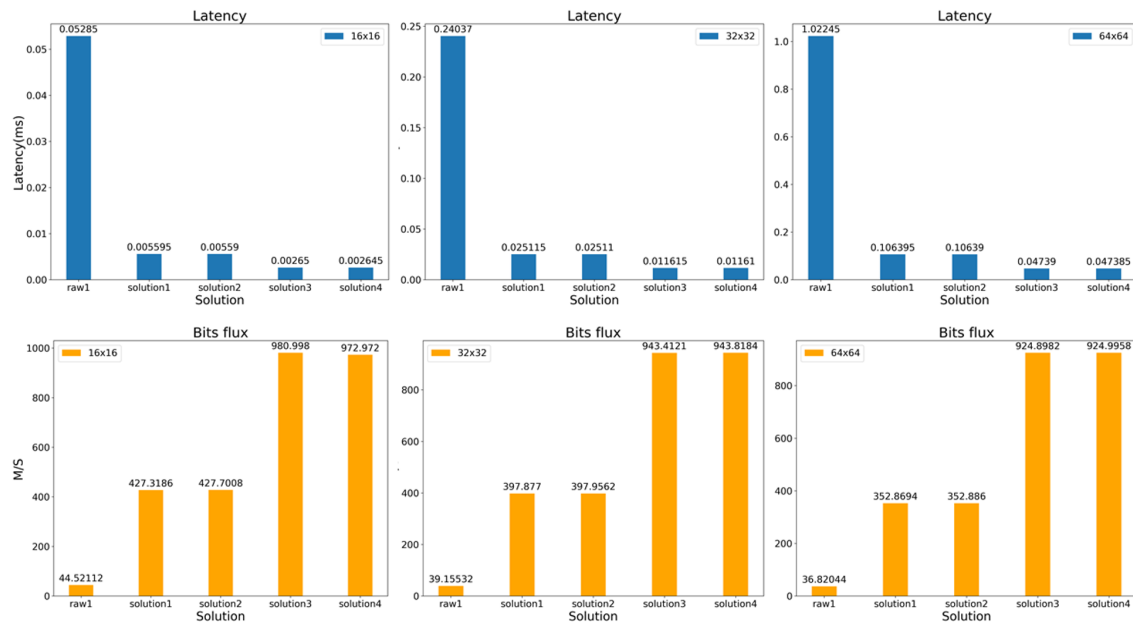 Latency
0.05285
16x16
0.05
0.04
0.03
0.02
0.01
0.00
Latency(ms)
0.005595
0.00559
0.00265
0.002645
raw1 solution1 solution2 solution3 solution4
Solution
Latency
0.24037
32x32
0.25
0.20
0.15
0.10
0.05
0.00
0.025115
0.02511
0.011615
0.01161
raw1 solution1 solution2 solution3 solution4
Solution
Latency
1.02245
64x64
1.0
0.8
0.6
0.4
0.2
0.0
0.106395
0.10639
0.04739
0.047385
raw1 solution1 solution2 solution3 solution4
Solution
Bits flux
16x16
1000
800
600
400
200
0
M/S
44.52112
427.3186
427.7008
980.998
972.972
raw1 solution1 solution2 solution3 solution4
Solution
Bits flux
32x32
800
600
400
200
0
39.15532
397.877
397.9562
943.4121
943.8184
raw1 solution1 solution2 solution3 solution4
Solution
Bits flux
64x64
800
600
400
200
0
36.82044
352.8694
352.886
924.8982
924.9958
raw1 solution1 solution2 solution3 solution4
Solution